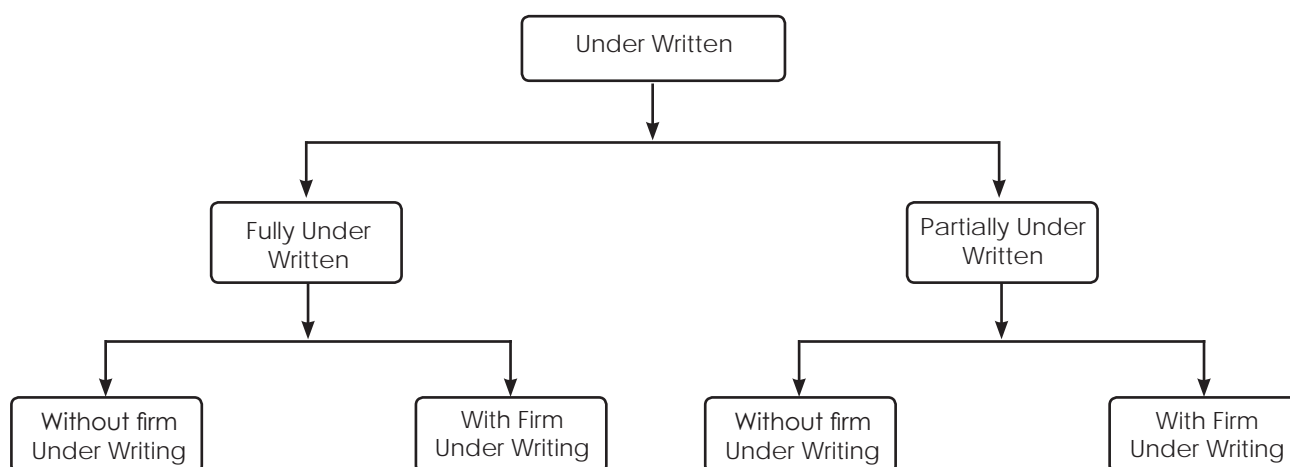 Under Written
Fully Under
Written
Partially Under
Written
Without firm
Under Writing
With Firm
Under Writing
Without firm
Under Writing
With Firm
Under Writing